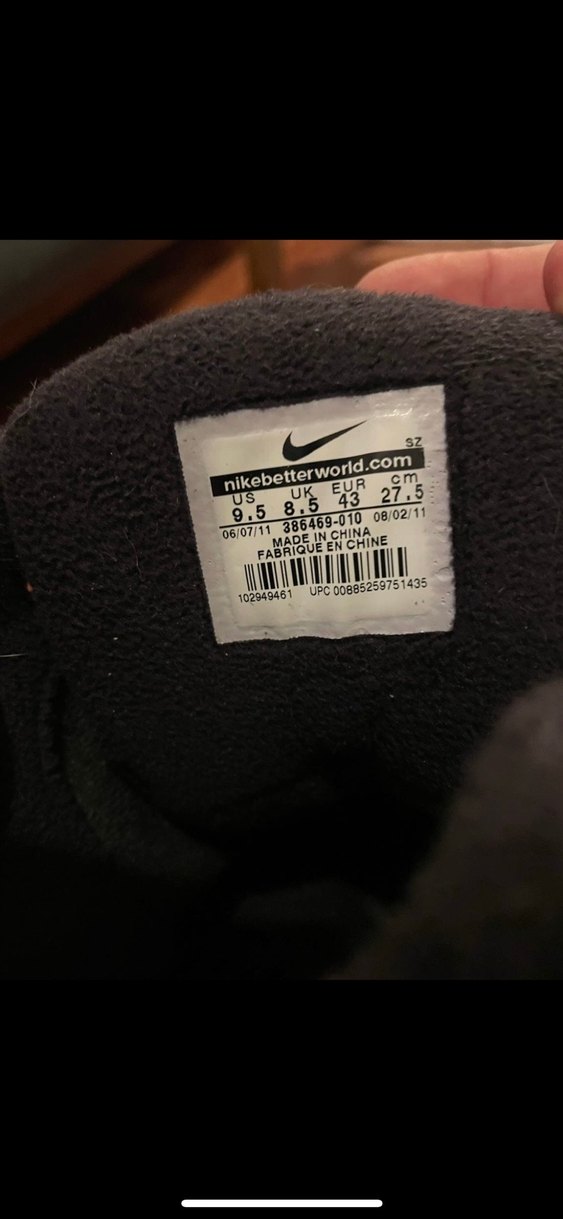 SZ
nikebetterworld.com
US UK EUR cm
9.5 8.5 43 27.5
06/07/11 386469-010 08/02/11
MADE IN CHINA
FABRIQUE EN CHINE
102949461 UPC 00885259751435